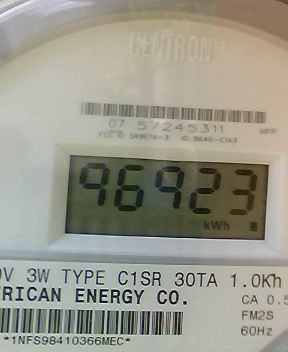 CENTRON
07 57245311
96923
kWh
0V 3W TYPE C1SR 30TA 1.0Kh
ERICAN ENERGY CO.
CA 0.5
FM2S
60Hz
*1NFS98410366MEC*